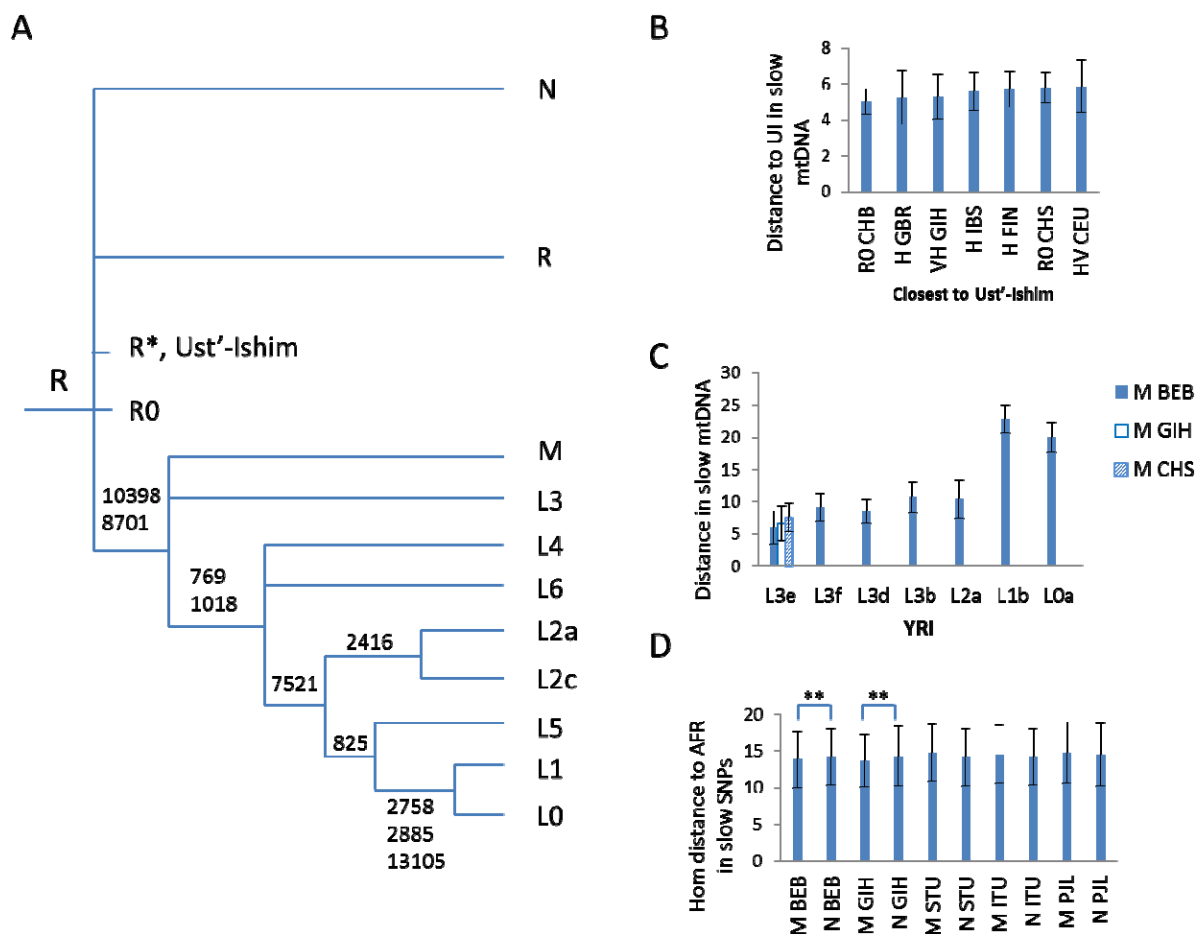 A
N
R
R*, Ust'-Ishim
R
R0
M
10398
8701
L3
L4
769
1018
L6
L2a
2416
L2c
7521
L5
825
L1
2758
2885
13105
L0
B
Distance to UI in slow
mtDNA
8
6
4
2
0
R0 CHB
H GBR
VH GIH
H IBS
H FIN
R0 CHS
HV CEU
Closest to Ust'-Ishim
C
Distance in slow mtDNA
30
25
20
15
10
5
0
L3e L3f L3d L3b L2a L1b L0a
YRI
M BEB
M GIH
M CHS
D
Hom distance to AFR
in slow SNPs
20
15
10
5
0
** **
M BEB
N BEB
M GIH
N GIH
M STU
N STU
M ITU
N ITU
M PJL
N PJL